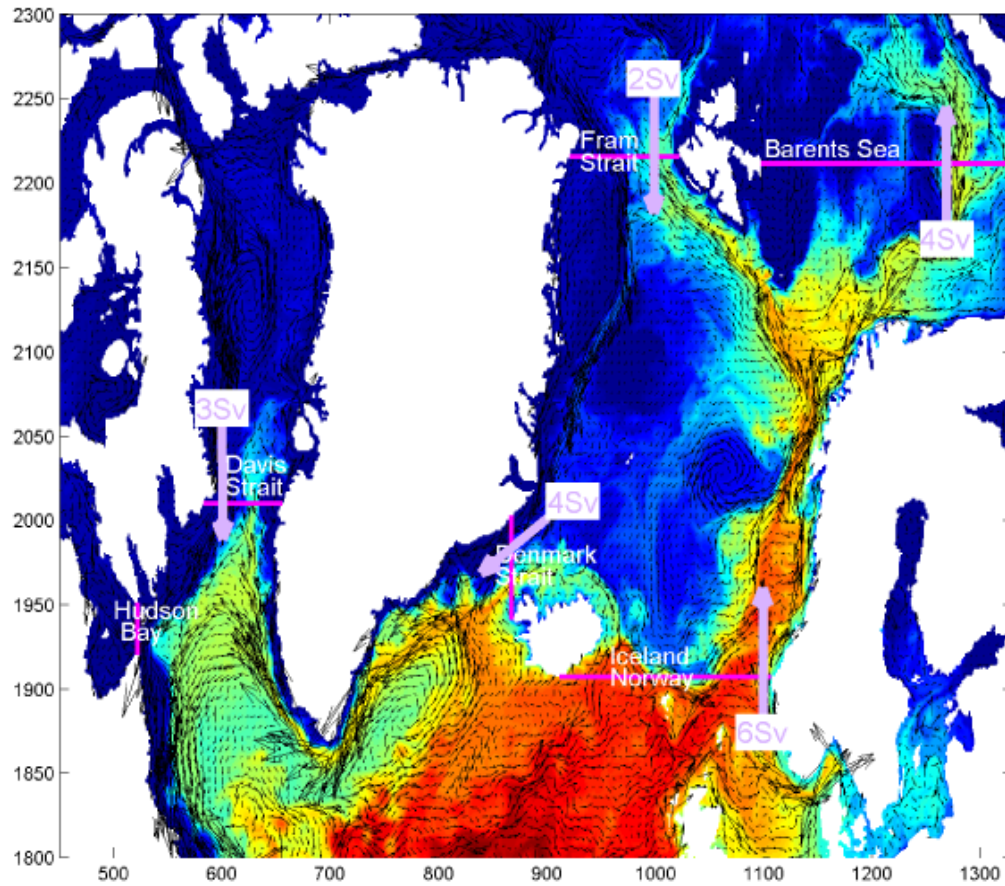 2300
2250
2200
2150
2100
2050
2000
1950
1900
1850
1800
2Sv
Fram
Strait
Barents Sea
4Sv
3Sv
Davis
Strait
4Sv
Denmark
Strait
Hudson
Bay
Iceland
Norway
6Sv
500
600
700
800
900
1000
1100
1200
1300